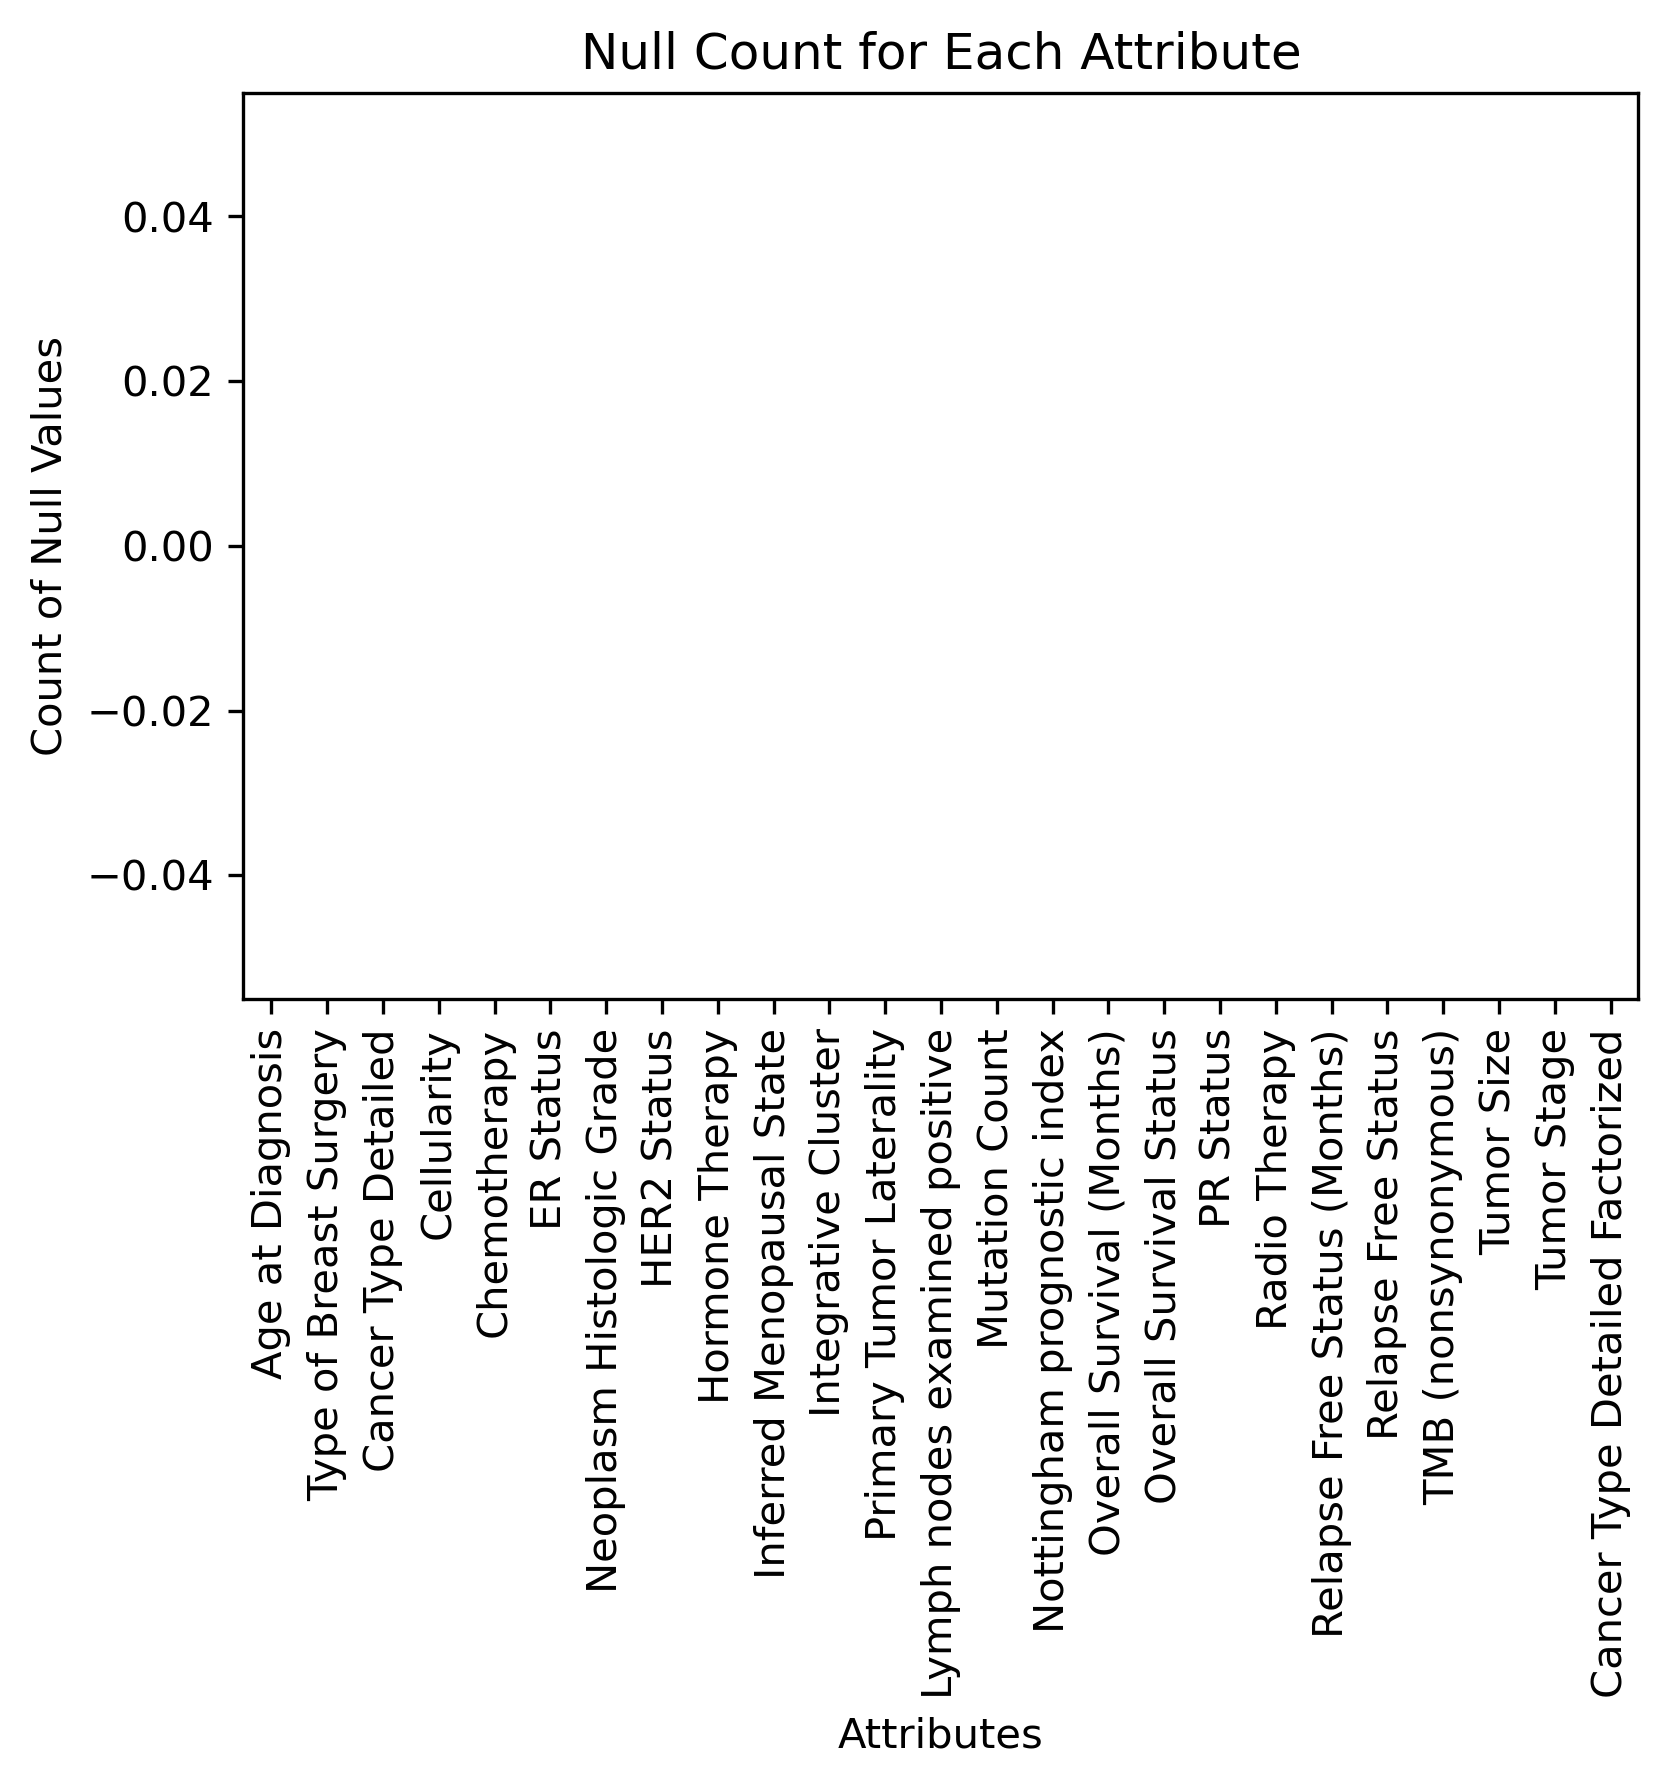 Null Count for Each Attribute
Count of Null Values
0.04
0.02
0.00
−0.02
−0.04
Age at Diagnosis
Type of Breast Surgery
Cancer Type Detailed
Cellularity
Chemotherapy
ER Status
Neoplasm Histologic Grade
HER2 Status
Hormone Therapy
Inferred Menopausal State
Integrative Cluster
Primary Tumor Laterality
Lymph nodes examined positive
Mutation Count
Nottingham prognostic index
Overall Survival (Months)
Overall Survival Status
PR Status
Radio Therapy
Relapse Free Status (Months)
Relapse Free Status
TMB (nonsynonymous)
Tumor Size
Tumor Stage
Cancer Type Detailed Factorized
Attributes